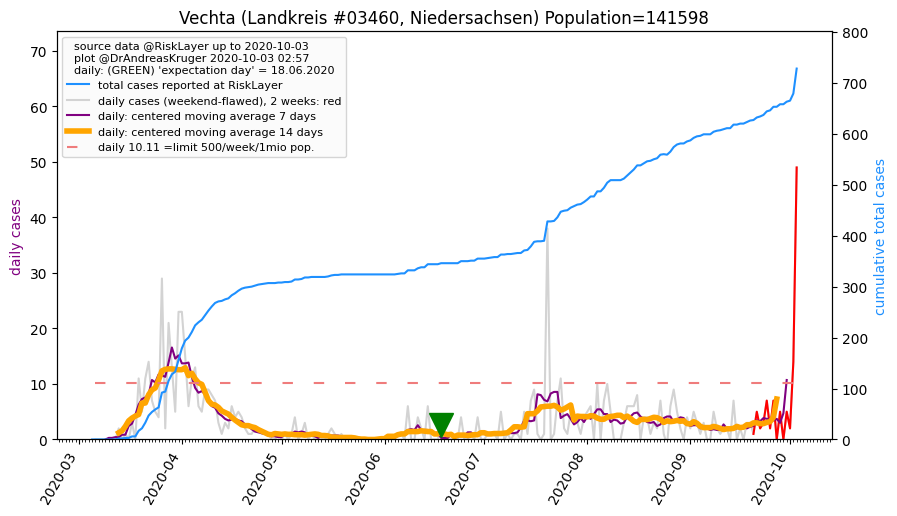 Vechta (Landkreis #03460, Niedersachsen) Population=141598
source data @RiskLayer up to 2020-10-03
plot @DrAndreasKruger 2020-10-03 02:57
daily: (GREEN) 'expectation day' = 18.06.2020
total cases reported at RiskLayer
daily cases (weekend-flawed), 2 weeks: red
daily: centered moving average 7 days
daily: centered moving average 14 days
daily 10.11 =limit 500/week/1mio pop.
daily cases
70
60
50
40
30
20
10
0
cumulative total cases
800
700
600
500
400
300
200
100
0
2020-03
2020-04
2020-05
2020-06
2020-07
2020-08
2020-09
2020-10